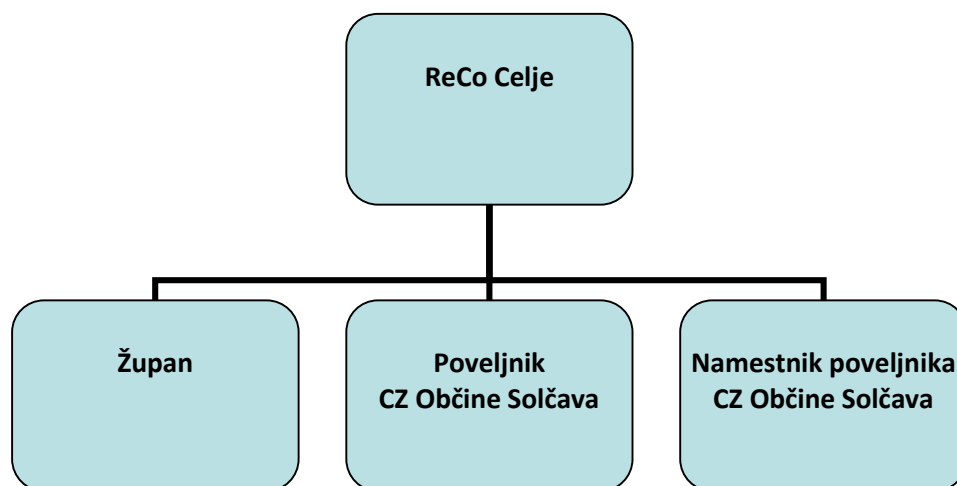 ReCo Celje
Župan
Poveljnik
CZ Občine Solčava
Namestnik poveljnika
CZ Občine Solčava